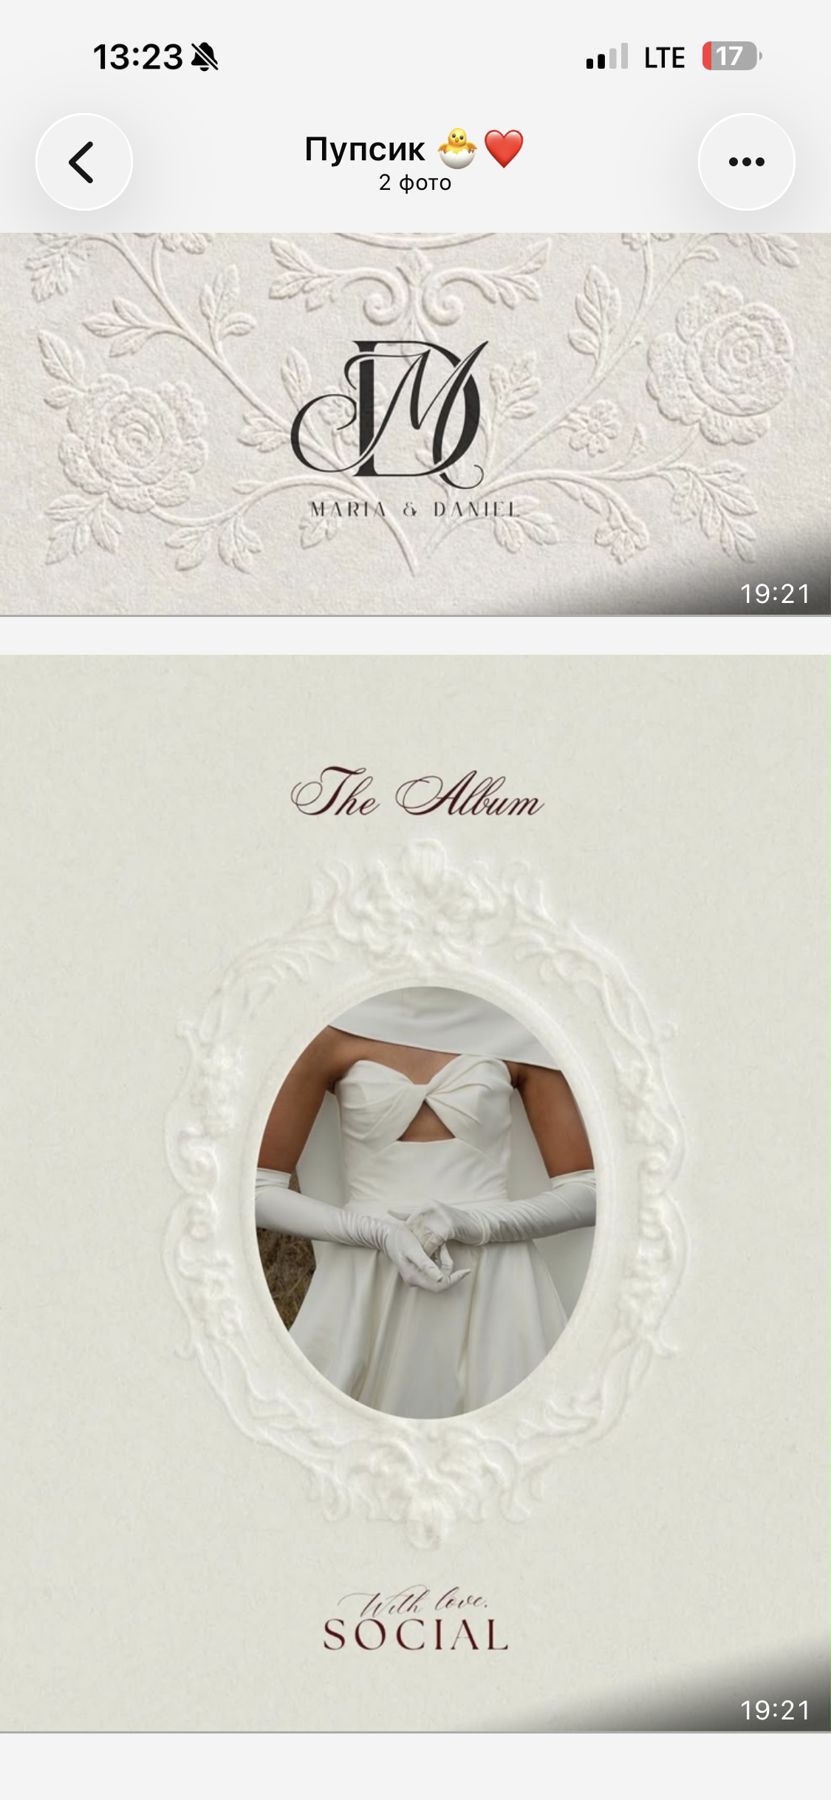 13:23
LTE 17
Пупсик 🐣❤️
2 фото
DM
MARIA & DANIEL
19:21
The Album
With love,
SOCIAL
19:21